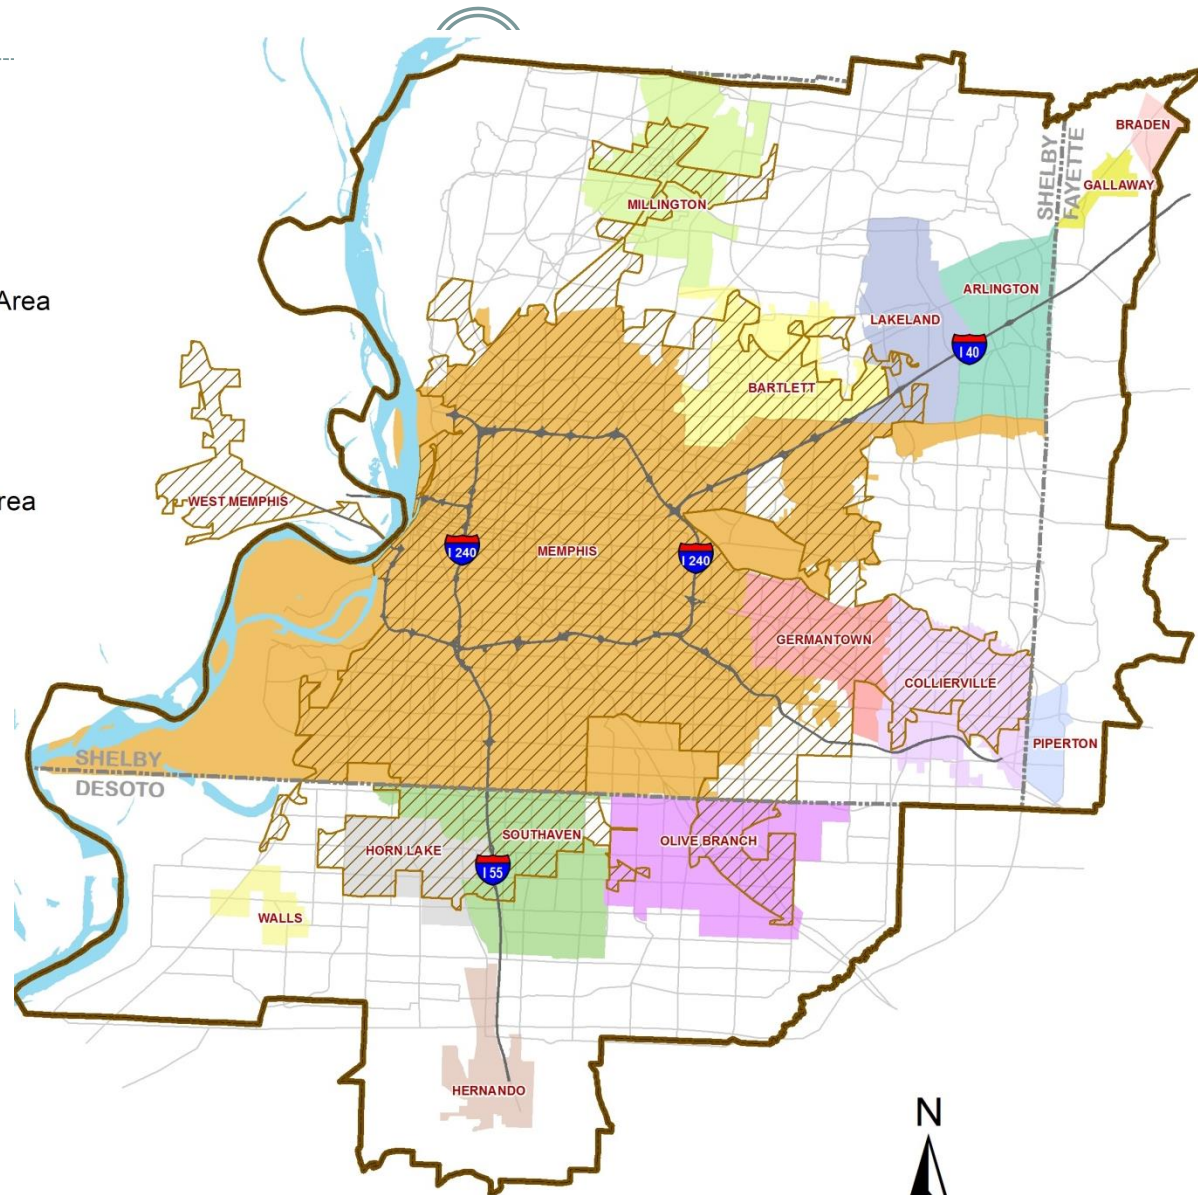 BRADEN
SHELBY
FAYETTE
GALLAWAY
MILLINGTON
ARLINGTON
Area
LAKELAND
I 40
BARTLETT
WEST MEMPHIS
rea
I 240
MEMPHIS
I 240
GERMANTOWN
COLLIERVILLE
PIPERTON
SHELBY
DESOTO
SOUTHAVEN
OLIVE BRANCH
HORN LAKE
I 55
WALLS
HERNANDO
N